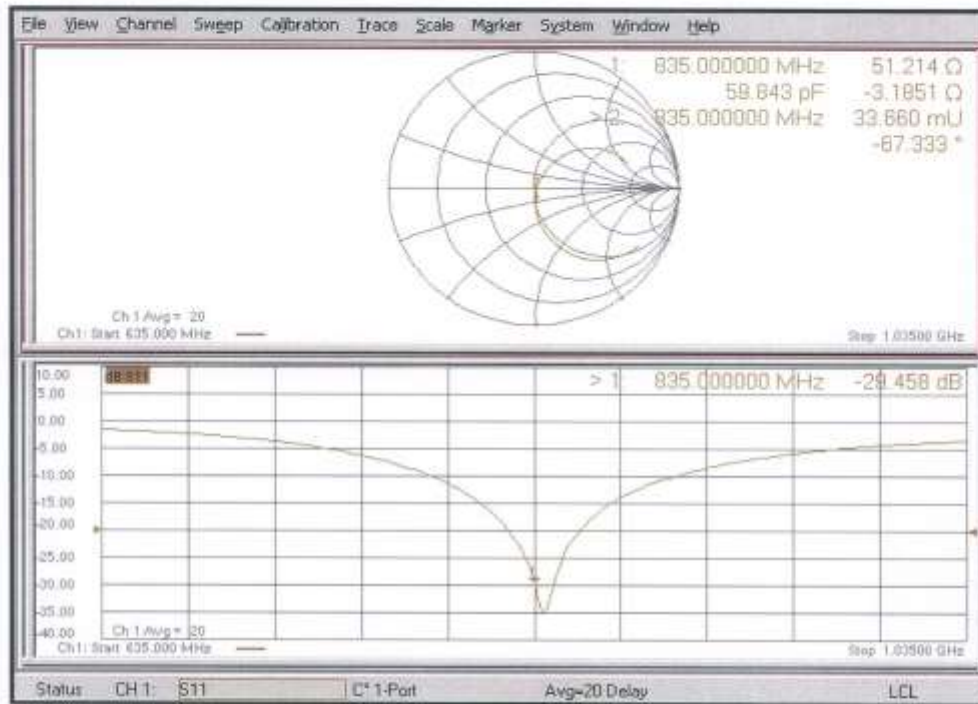 File View Channel Sweep Calibration Trace Scale Marker System Window Help
1: 835.000000 MHz 51.214 Ω
59.843 pF -3.1851 Ω
> 2: 835.000000 MHz 33.660 mU
-67.333 °
Ch 1 Avg = 20
Ch1: Start 635.000 MHz Stop 1.03500 GHz
10.00 dB S11 > 1: 835.000000 MHz -29.458 dB
5.00
0.00
-5.00
-10.00
-15.00
-20.00
-25.00
-30.00
-35.00
-40.00 Ch 1 Avg = 20
Ch1: Start 635.000 MHz Stop 1.03500 GHz
Status CH 1: S11 C* 1-Port Avg=20 Delay LCL